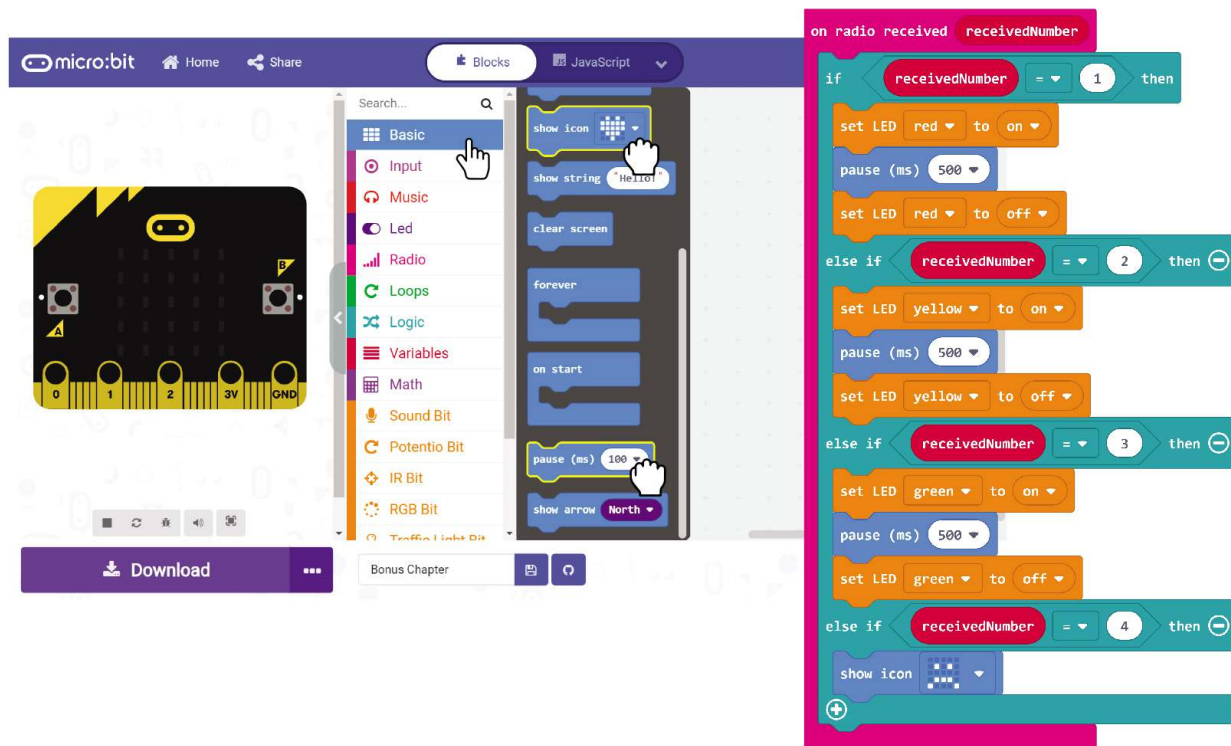 micro:bit Home Share Blocks JavaScript
Search...
Basic
Input
Music
Led
Radio
Loops
Logic
Variables
Math
Sound Bit
Potentio Bit
IR Bit
RGB Bit
Traffic Light Bit
show icon
show string "Hello!"
clear screen
forever
on start
pause (ms) 100
show arrow North
B
A
0 1 2 3V GND
Download
Bonus Chapter
on radio received receivedNumber
if receivedNumber = 1 then
set LED red to on
pause (ms) 500
set LED red to off
else if receivedNumber = 2 then
set LED yellow to on
pause (ms) 500
set LED yellow to off
else if receivedNumber = 3 then
set LED green to on
pause (ms) 500
set LED green to off
else if receivedNumber = 4 then
show icon